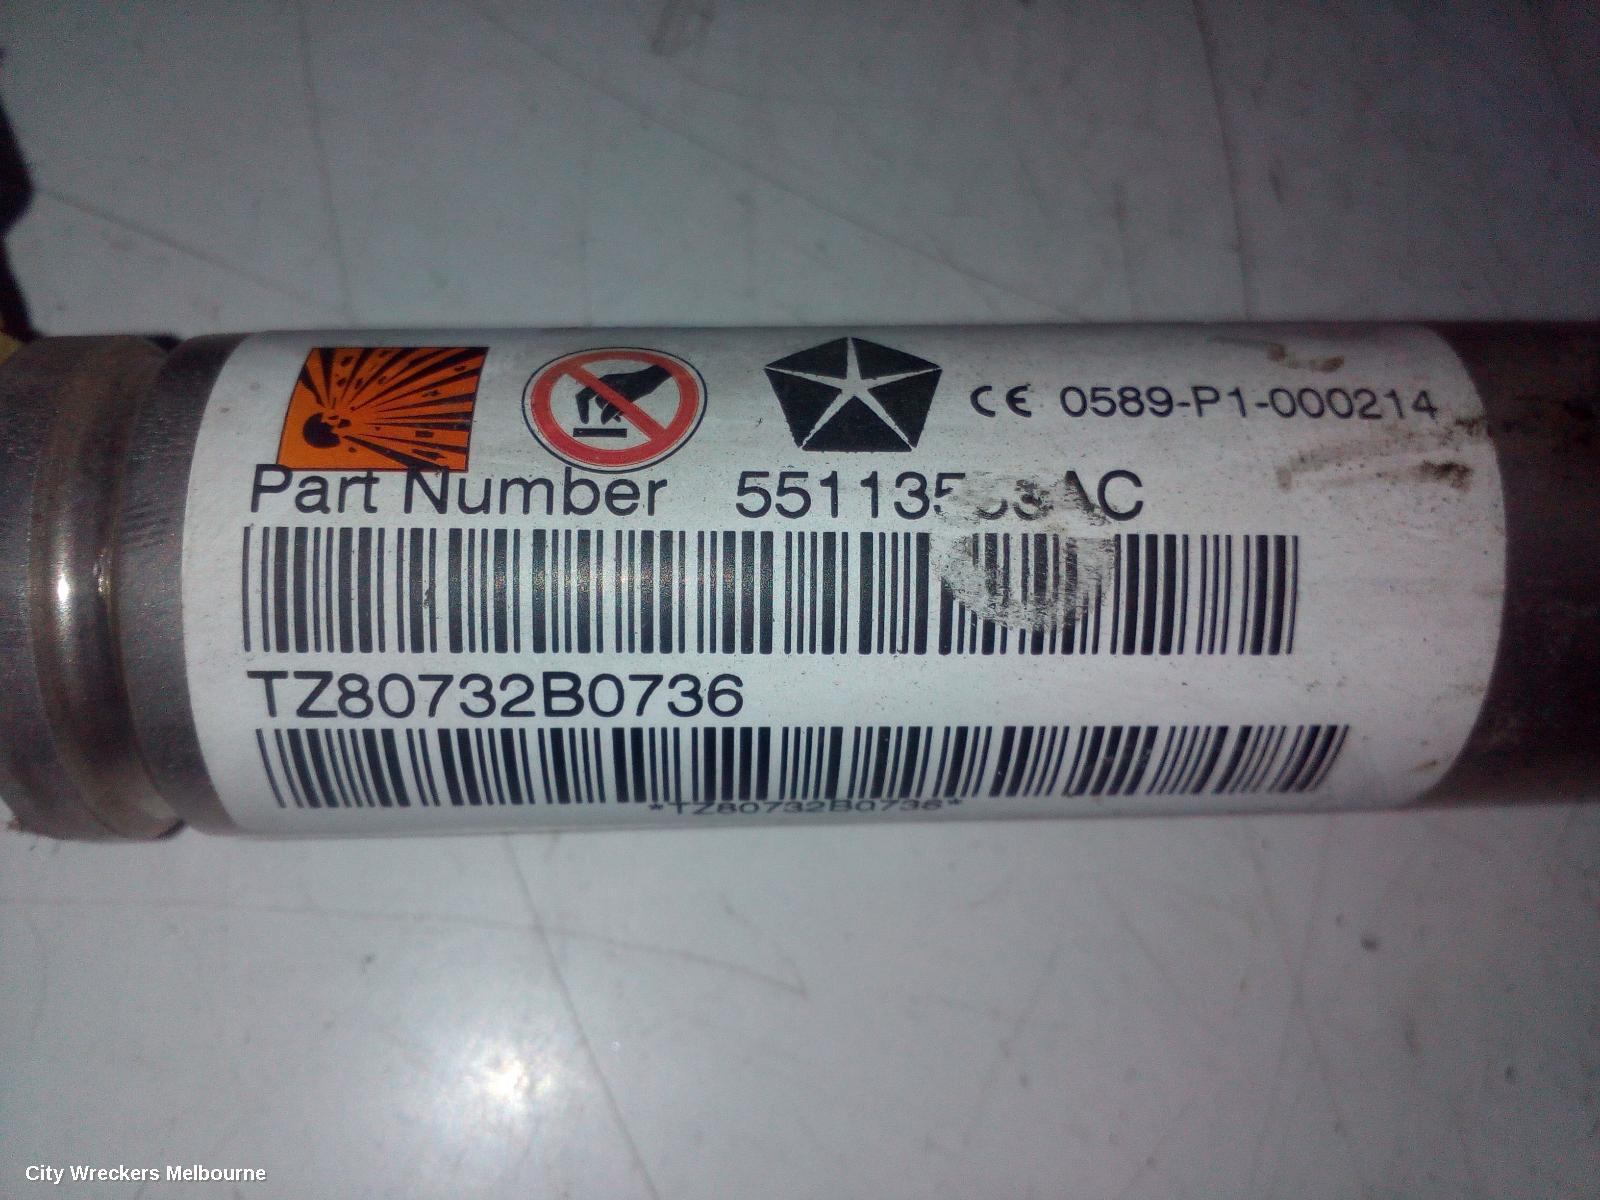 CE 0589-P1-000214
Part Number
TZ80732B0736
*TZ80732B0736*
City Wreckers Melbourne